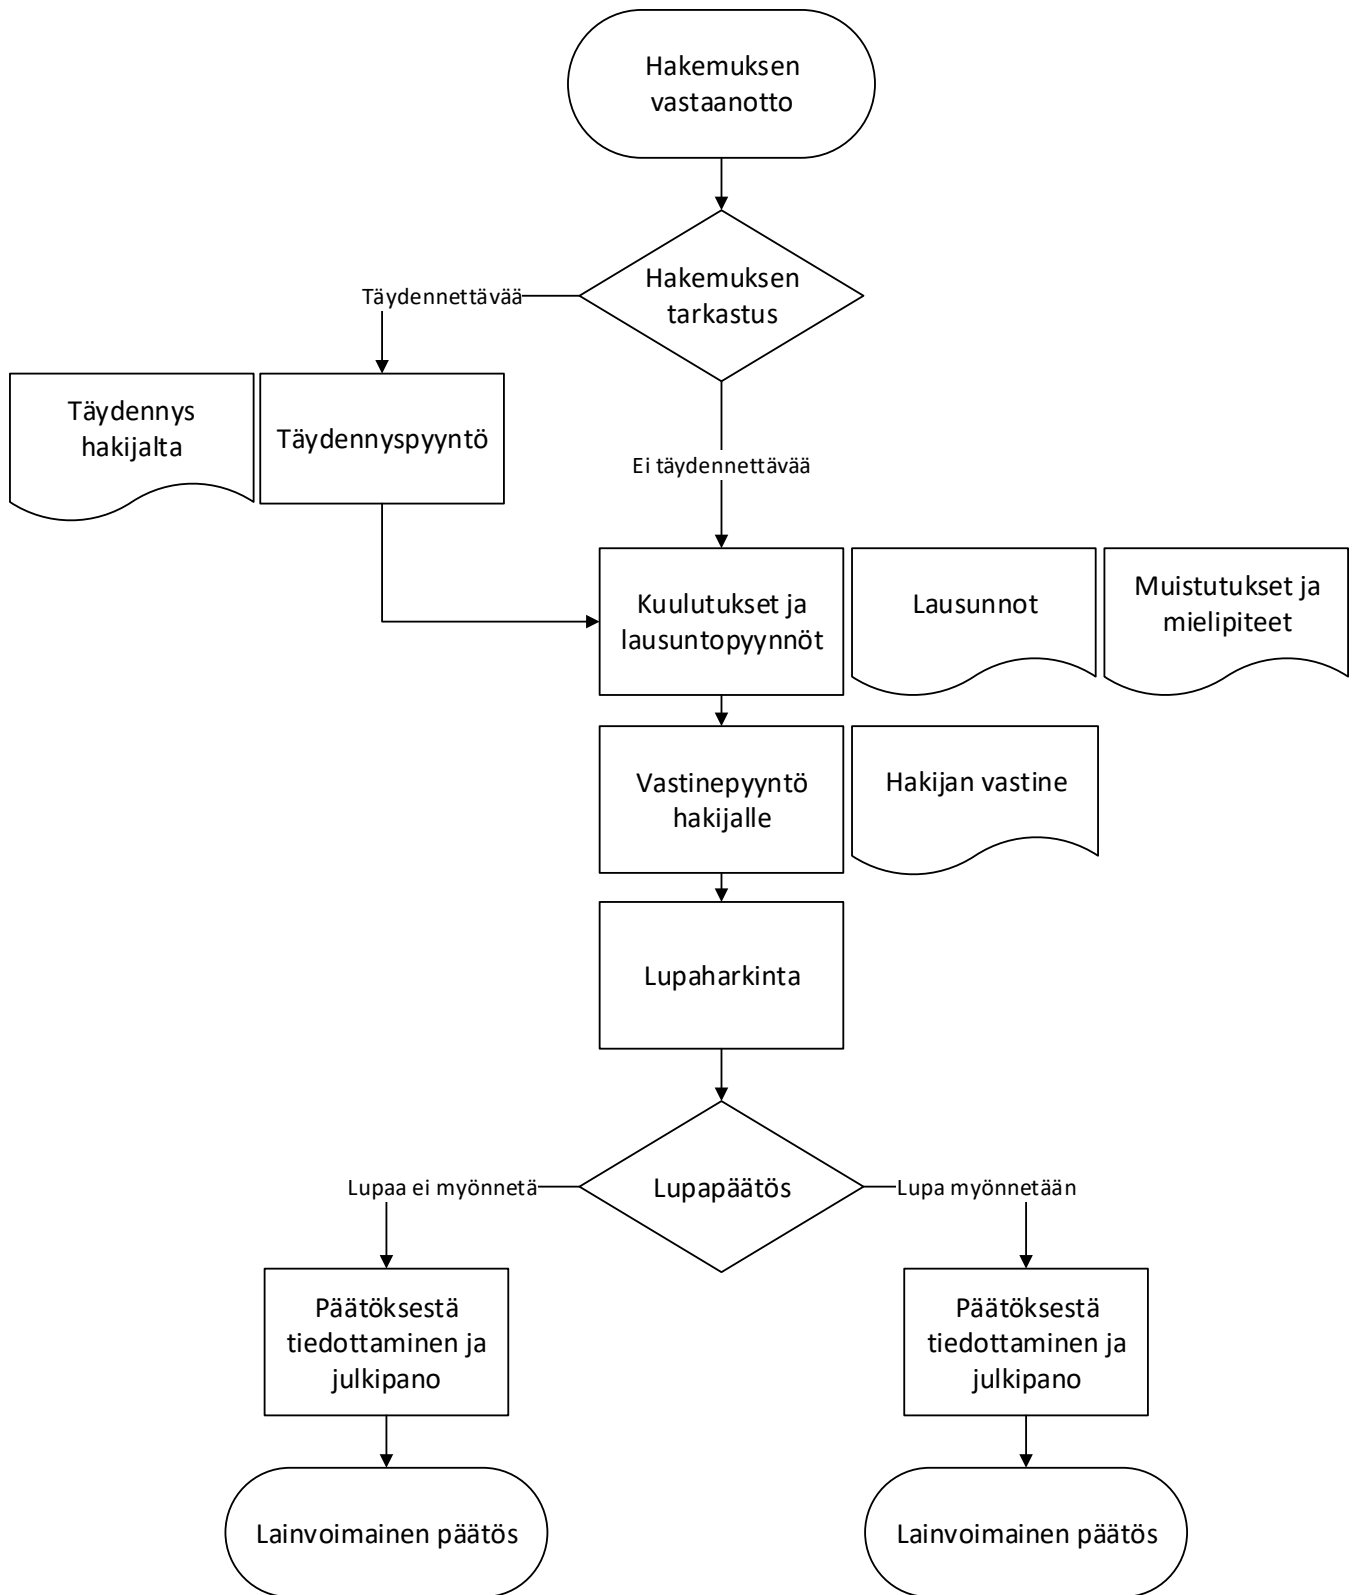 Hakemuksen
vastaanotto
Hakemuksen
tarkastus
Täydennettävää
Täydennys
hakijalta
Täydennyspyyntö
Ei täydennettävää
Kuulutukset ja
lausuntopyynnöt
Lausunnot
Muistutukset ja
mielipiteet
Vastinepyyntö
hakijalle
Hakijan vastine
Lupaharkinta
Lupapäätös
Lupaa ei myönnetä
Lupa myönnetään
Päätöksestä
tiedottaminen ja
julkipano
Päätöksestä
tiedottaminen ja
julkipano
Lainvoimainen päätös
Lainvoimainen päätös